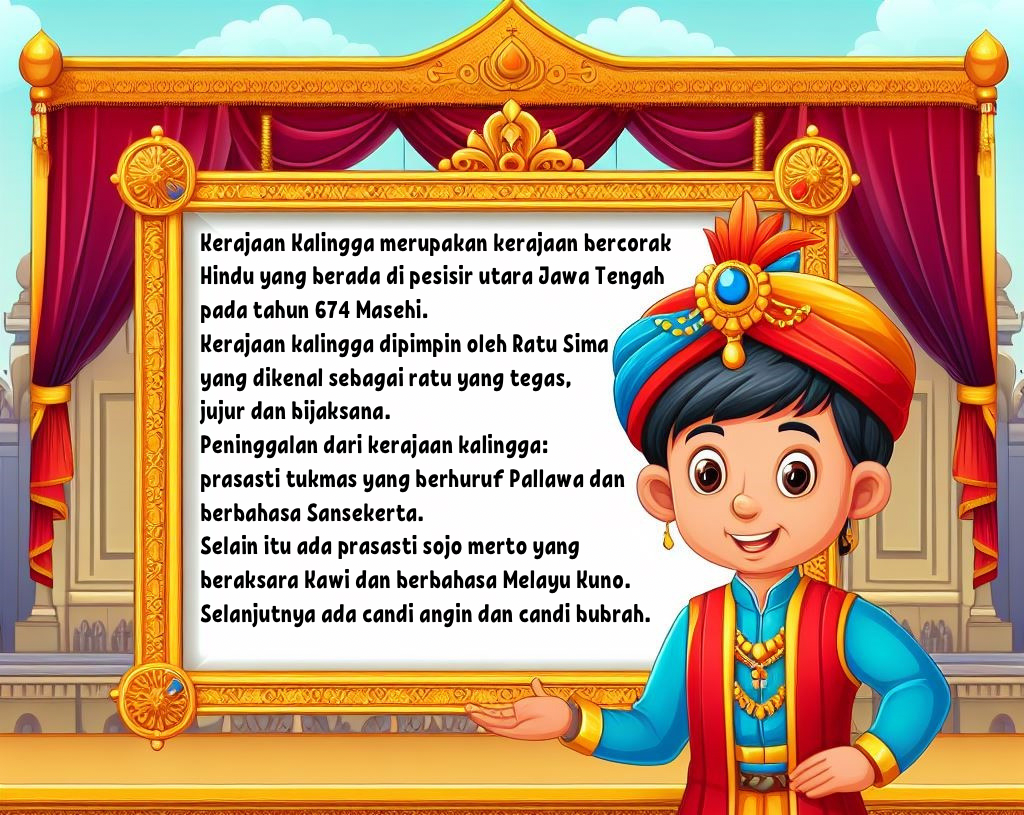 Kerajaan Kalingga merupakan kerajaan bercorak
Hindu yang berada di pesisir utara Jawa Tengah
pada tahun 674 Masehi.
Kerajaan kalingga dipimpin oleh Ratu Sima
yang dikenal sebagai ratu yang tegas,
jujur dan bijaksana.
Peninggalan dari kerajaan kalingga:
prasasti tukmas yang berhuruf Pallawa dan
berbahasa Sansekerta.
Selain itu ada prasasti sojo merto yang
beraksara Kawi dan berbahasa Melayu Kuno.
Selanjutnya ada candi angin dan candi bubrah.